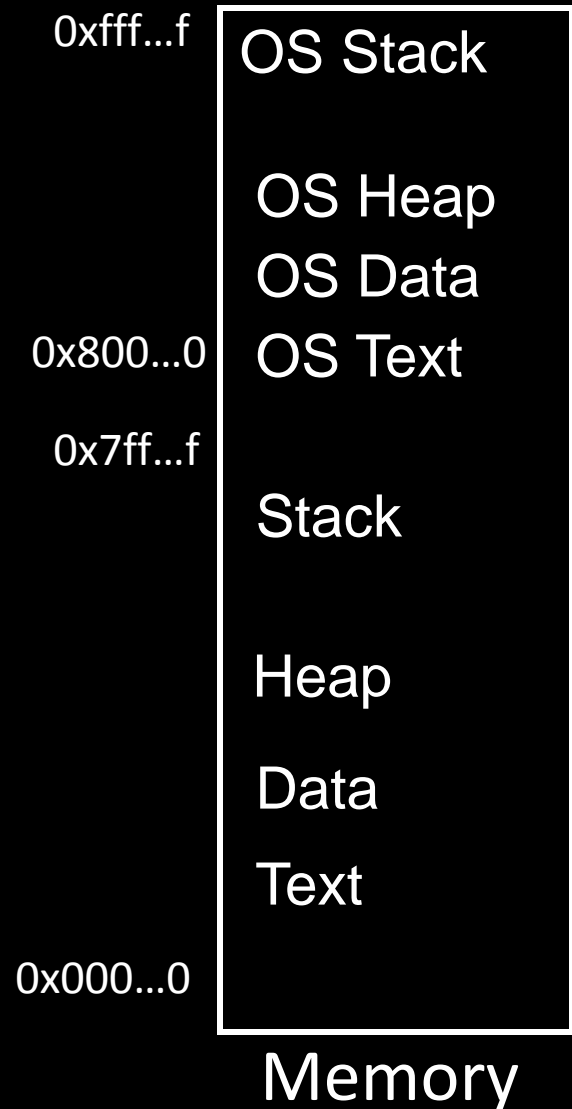 0xfff…f
OS Stack
OS Heap
OS Data
0x800…0 OS Text
0x7ff…f
Stack
Heap
Data
Text
0x000…0
Memory